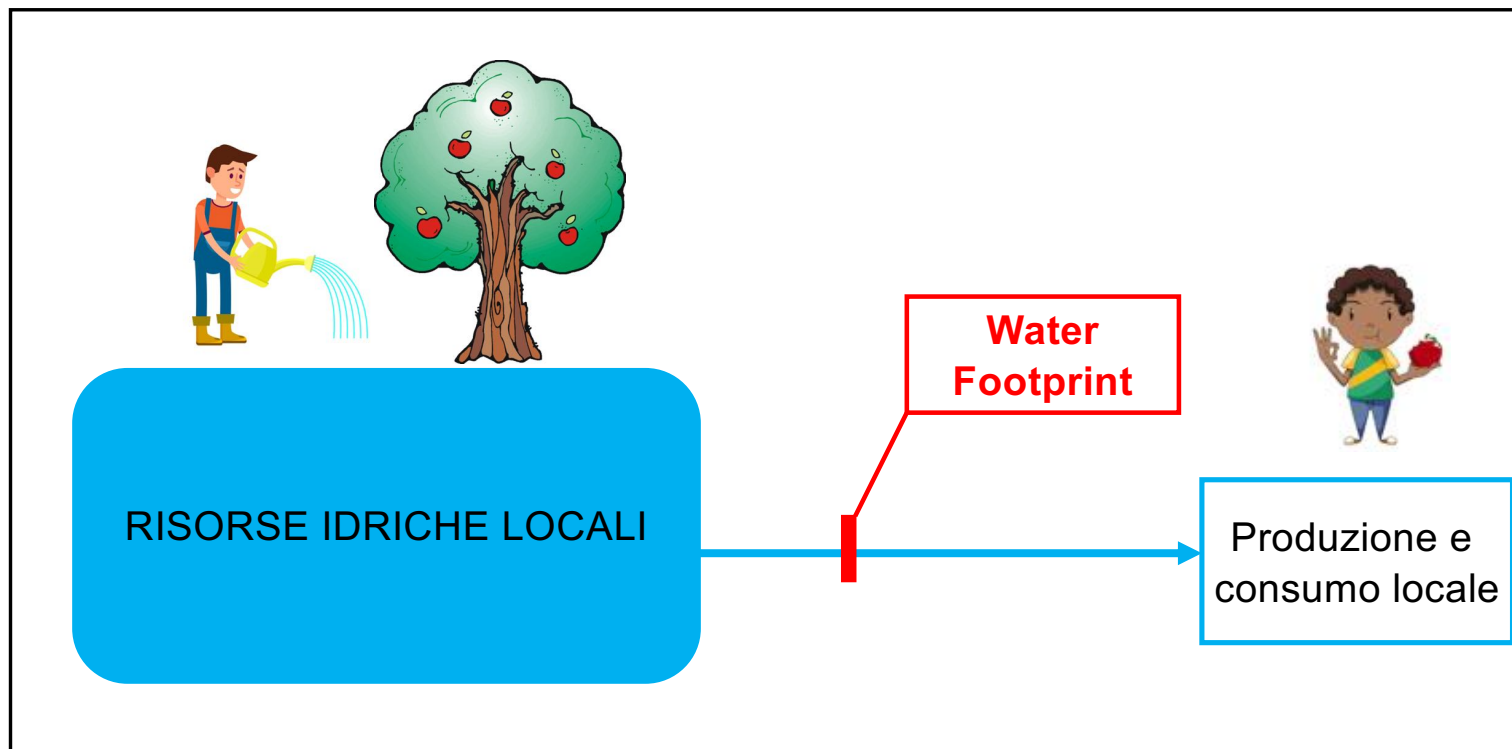 Water
Footprint
RISORSE IDRICHE LOCALI
Produzione e
consumo locale